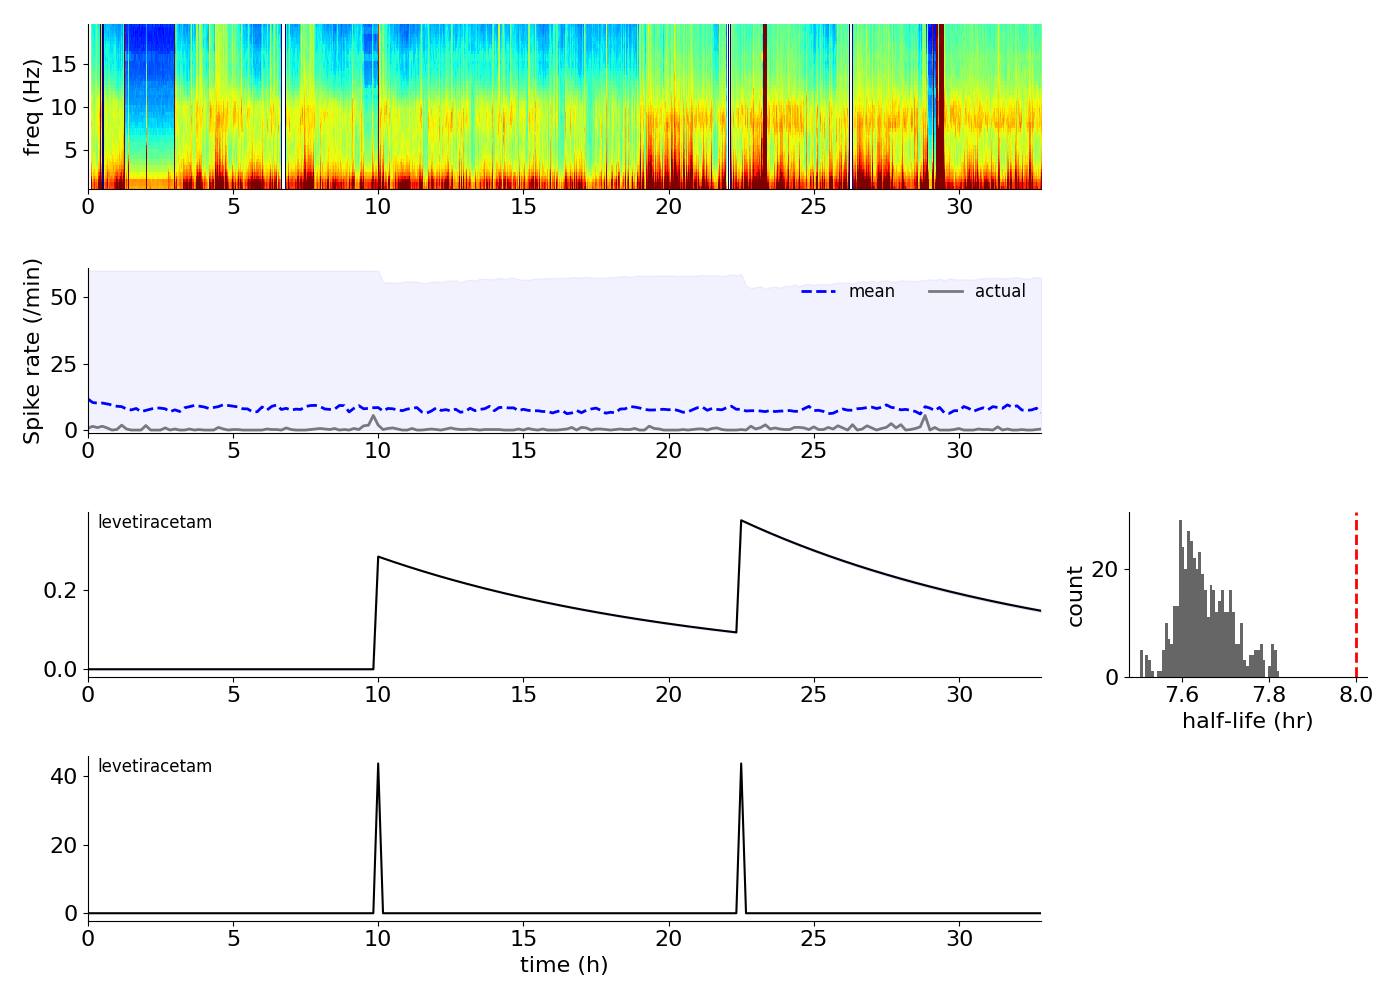 freq (Hz)
15
10
5
0 5 10 15 20 25 30
Spike rate (/min)
50
25
0
mean actual
0 5 10 15 20 25 30
levetiracetam
0.2
0.0
0 5 10 15 20 25 30
count
20
0
7.6 7.8 8.0
half-life (hr)
levetiracetam
40
20
0
0 5 10 15 20 25 30
time (h)